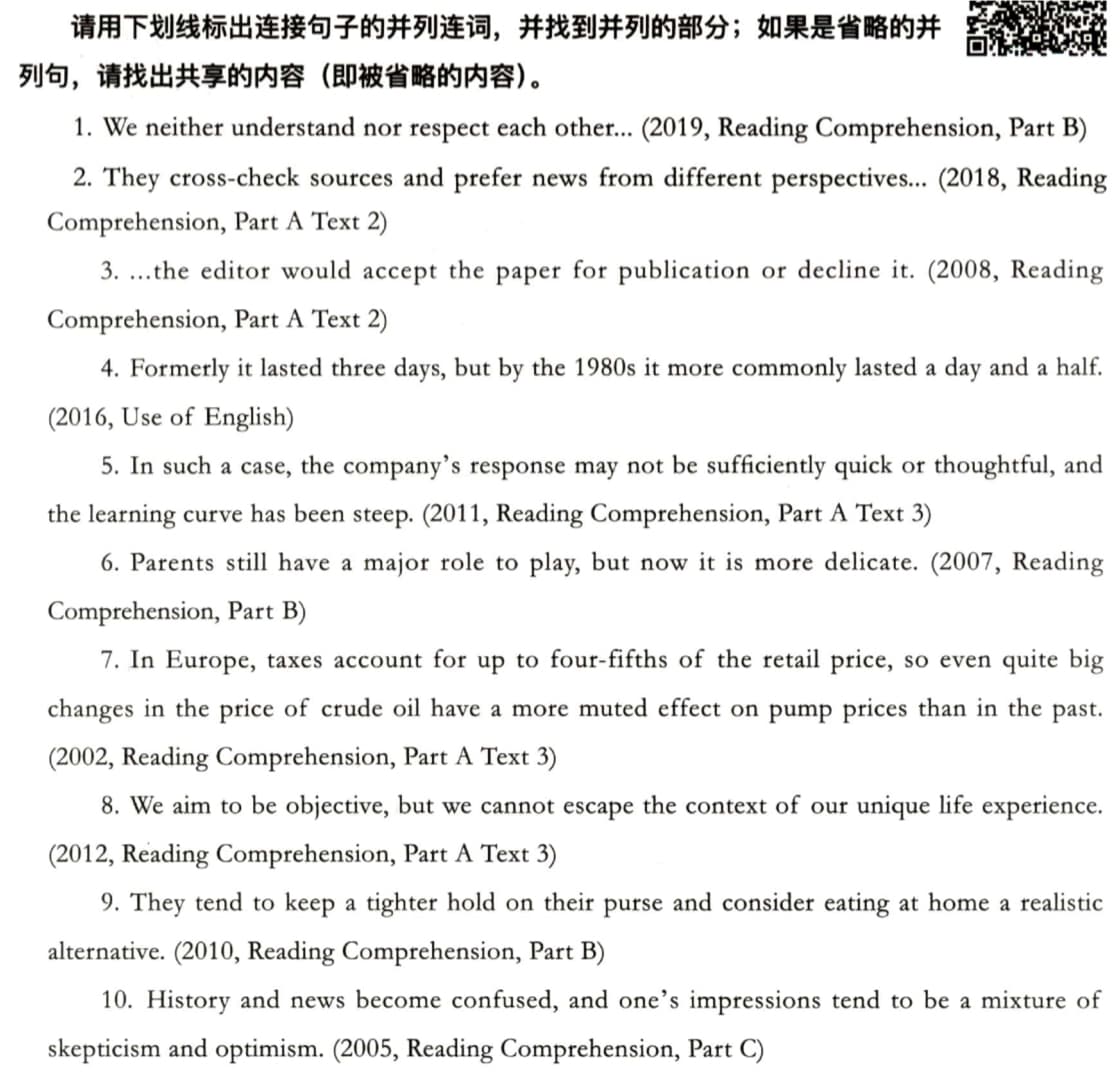 请用下划线标出连接句子的并列连词，并找到并列的部分；如果是省略的并
列句，请找出共享的内容（即被省略的内容）。
1. We neither understand nor respect each other... (2019, Reading Comprehension, Part B)
2. They cross-check sources and prefer news from different perspectives... (2018, Reading
Comprehension, Part A Text 2)
3. ...the editor would accept the paper for publication or decline it. (2008, Reading
Comprehension, Part A Text 2)
4. Formerly it lasted three days, but by the 1980s it more commonly lasted a day and a half.
(2016, Use of English)
5. In such a case, the company's response may not be sufficiently quick or thoughtful, and
the learning curve has been steep. (2011, Reading Comprehension, Part A Text 3)
6. Parents still have a major role to play, but now it is more delicate. (2007, Reading
Comprehension, Part B)
7. In Europe, taxes account for up to four-fifths of the retail price, so even quite big
changes in the price of crude oil have a more muted effect on pump prices than in the past.
(2002, Reading Comprehension, Part A Text 3)
8. We aim to be objective, but we cannot escape the context of our unique life experience.
(2012, Reading Comprehension, Part A Text 3)
9. They tend to keep a tighter hold on their purse and consider eating at home a realistic
alternative. (2010, Reading Comprehension, Part B)
10. History and news become confused, and one's impressions tend to be a mixture of
skepticism and optimism. (2005, Reading Comprehension, Part C)